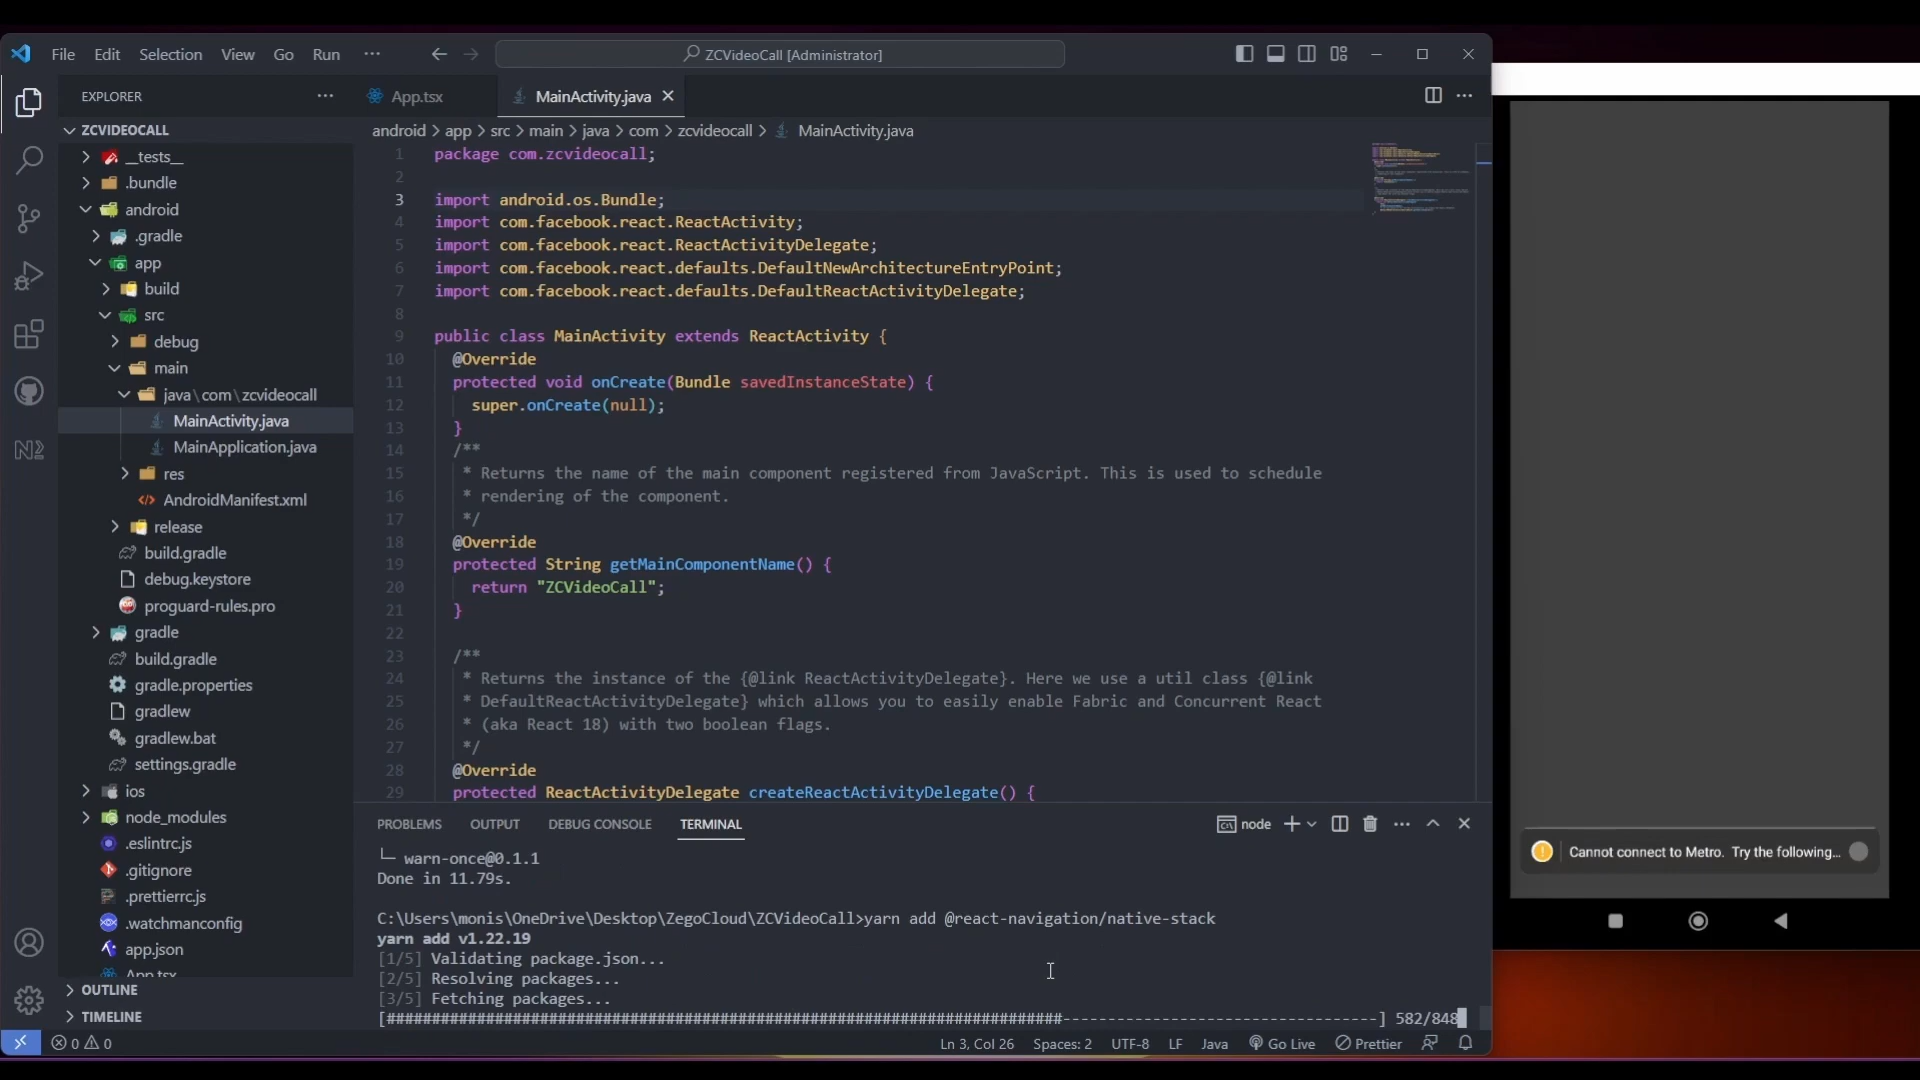 File Edit Selection View Go Run ··· ZCVideoCall [Administrator]
EXPLORER ··· App.tsx MainActivity.java
android > app > src > main > java > com > zcvideocall > MainActivity.java
ZCVIDEOCALL
__tests__
.bundle
android
.gradle
app
build
src
debug
main
java\com\zcvideocall
MainActivity.java
MainApplication.java
res
AndroidManifest.xml
release
build.gradle
debug.keystore
proguard-rules.pro
gradle
build.gradle
gradle.properties
gradlew
gradlew.bat
settings.gradle
ios
node_modules
.eslintrc.js
.gitignore
.prettierrc.js
.watchmanconfig
app.json
App.tsx
OUTLINE
TIMELINE
1 package com.zcvideocall;
2
3 import android.os.Bundle;
4 import com.facebook.react.ReactActivity;
5 import com.facebook.react.ReactActivityDelegate;
6 import com.facebook.react.defaults.DefaultNewArchitectureEntryPoint;
7 import com.facebook.react.defaults.DefaultReactActivityDelegate;
8
9 public class MainActivity extends ReactActivity {
10 @Override
11 protected void onCreate(Bundle savedInstanceState) {
12 super.onCreate(null);
13 }
14 /**
15 * Returns the name of the main component registered from JavaScript. This is used to schedule
16 * rendering of the component.
17 */
18 @Override
19 protected String getMainComponentName() {
20 return "ZCVideoCall";
21 }
22
23 /**
24 * Returns the instance of the {@link ReactActivityDelegate}. Here we use a util class {@link
25 * DefaultReactActivityDelegate} which allows you to easily enable Fabric and Concurrent React
26 * (aka React 18) with two boolean flags.
27 */
28 @Override
29 protected ReactActivityDelegate createReactActivityDelegate() {
PROBLEMS OUTPUT DEBUG CONSOLE TERMINAL node
└─ warn-once@0.1.1
Done in 11.79s.
C:\Users\monis\OneDrive\Desktop\ZegoCloud\ZCVideoCall>yarn add @react-navigation/native-stack
yarn add v1.22.19
[1/5] Validating package.json...
[2/5] Resolving packages...
[3/5] Fetching packages...
[##########################################################################-----------------------------------] 582/848
0 0 Ln 3, Col 26 Spaces: 2 UTF-8 LF Java Go Live Prettier
Cannot connect to Metro. Try the following...